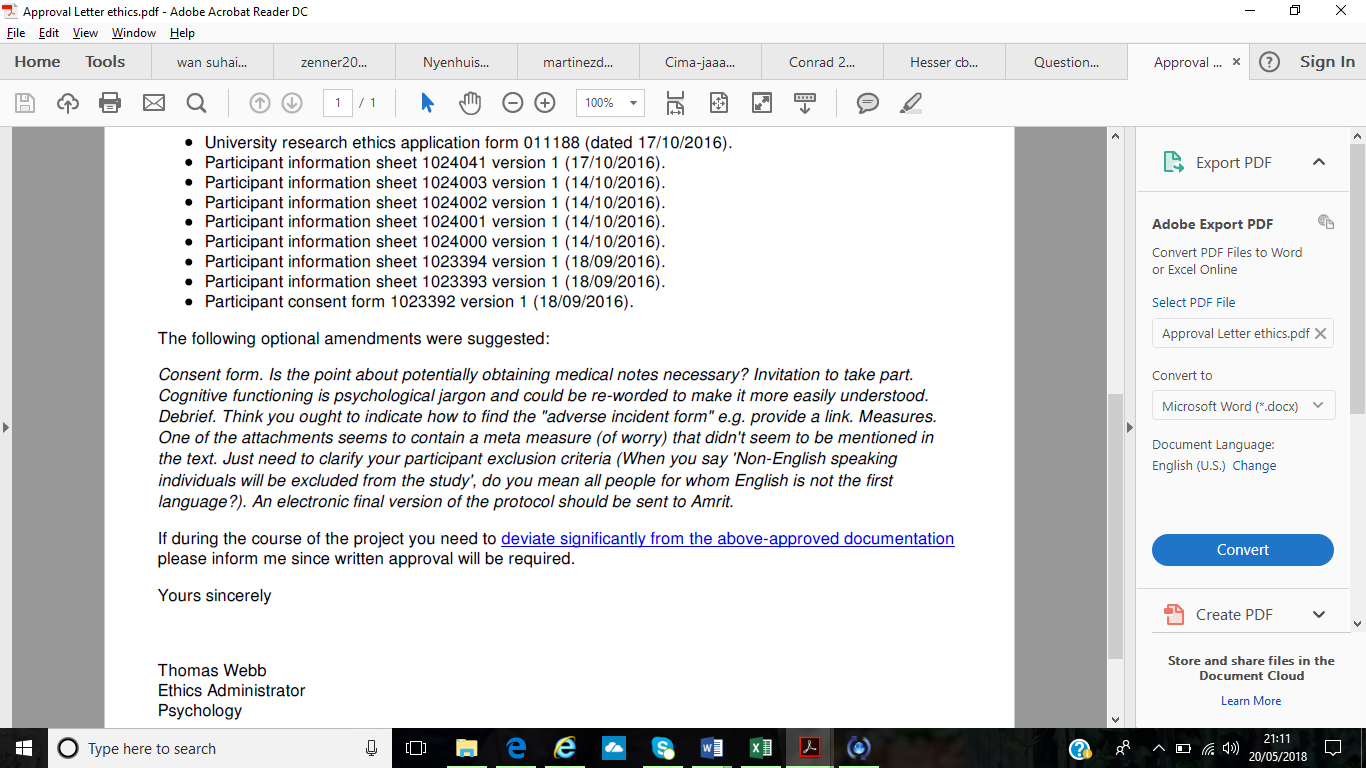 Approval Letter ethics.pdf - Adobe Acrobat Reader DC
File Edit View Window Help
Home Tools wan suhai... zenner20... Nyenhuis... martinezd... Cima-jaaa... Conrad 2... Hesser cb... Question... Approval ... × ? Sign In
1 / 1 100%
University research ethics application form 011188 (dated 17/10/2016).
Participant information sheet 1024041 version 1 (17/10/2016).
Participant information sheet 1024003 version 1 (14/10/2016).
Participant information sheet 1024002 version 1 (14/10/2016).
Participant information sheet 1024001 version 1 (14/10/2016).
Participant information sheet 1024000 version 1 (14/10/2016).
Participant information sheet 1023394 version 1 (18/09/2016).
Participant information sheet 1023393 version 1 (18/09/2016).
Participant consent form 1023392 version 1 (18/09/2016).
The following optional amendments were suggested:
Consent form. Is the point about potentially obtaining medical notes necessary? Invitation to take part.
Cognitive functioning is psychological jargon and could be re-worded to make it more easily understood.
Debrief. Think you ought to indicate how to find the "adverse incident form" e.g. provide a link. Measures.
One of the attachments seems to contain a meta measure (of worry) that didn't seem to be mentioned in
the text. Just need to clarify your participant exclusion criteria (When you say 'Non-English speaking
individuals will be excluded from the study', do you mean all people for whom English is not the first
language?). An electronic final version of the protocol should be sent to Amrit.
If during the course of the project you need to deviate significantly from the above-approved documentation
please inform me since written approval will be required.
Yours sincerely
Thomas Webb
Ethics Administrator
Psychology
Export PDF
Adobe Export PDF
Convert PDF Files to Word
or Excel Online
Select PDF File
Approval Letter ethics.pdf
Convert to
Microsoft Word (*.docx)
Document Language:
English (U.S.) Change
Convert
Create PDF
Store and share files in the
Document Cloud
Learn More
Type here to search
21:11
20/05/2018